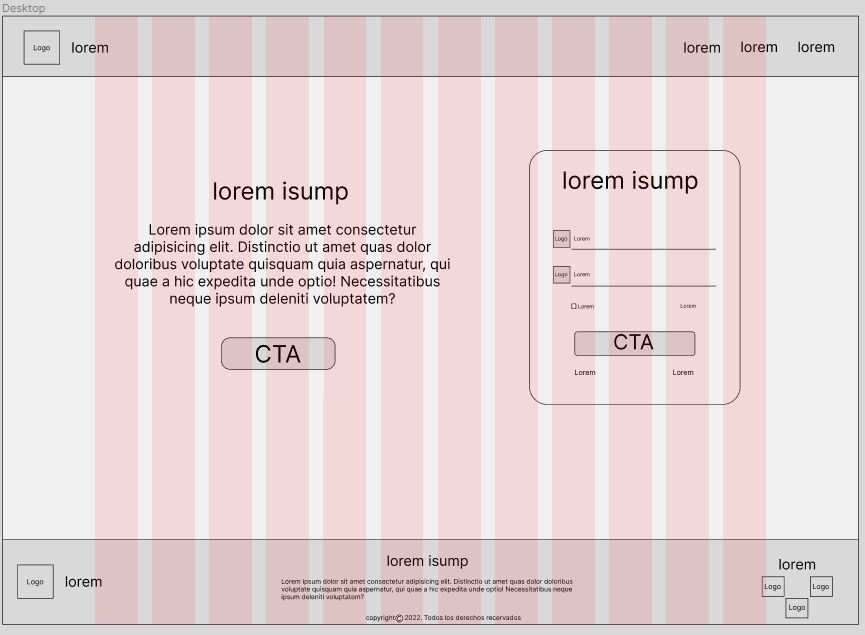 Desktop
Logo
lorem
lorem
lorem
lorem
lorem isump
Lorem ipsum dolor sit amet consectetur
adipisicing elit. Distinctio ut amet quas dolor
doloribus voluptate quisquam quia aspernatur, qui
quae a hic expedita unde optio! Necessitatibus
neque ipsum deleniti voluptatem?
CTA
lorem isump
Logo
Lorem
Logo
Lorem
Lorem
Lorem
CTA
Lorem
Lorem
Logo
lorem
lorem isump
Lorem ipsum dolor sit amet consectetur adipisicing elit. Distinctio ut amet quas dolor doloribus
voluptate quisquam quia aspernatur, qui quae a hic expedita unde optio! Necessitatibus neque
ipsum deleniti voluptatem?
copyright©2022. Todos los derechos recervados
lorem
Logo
Logo
Logo